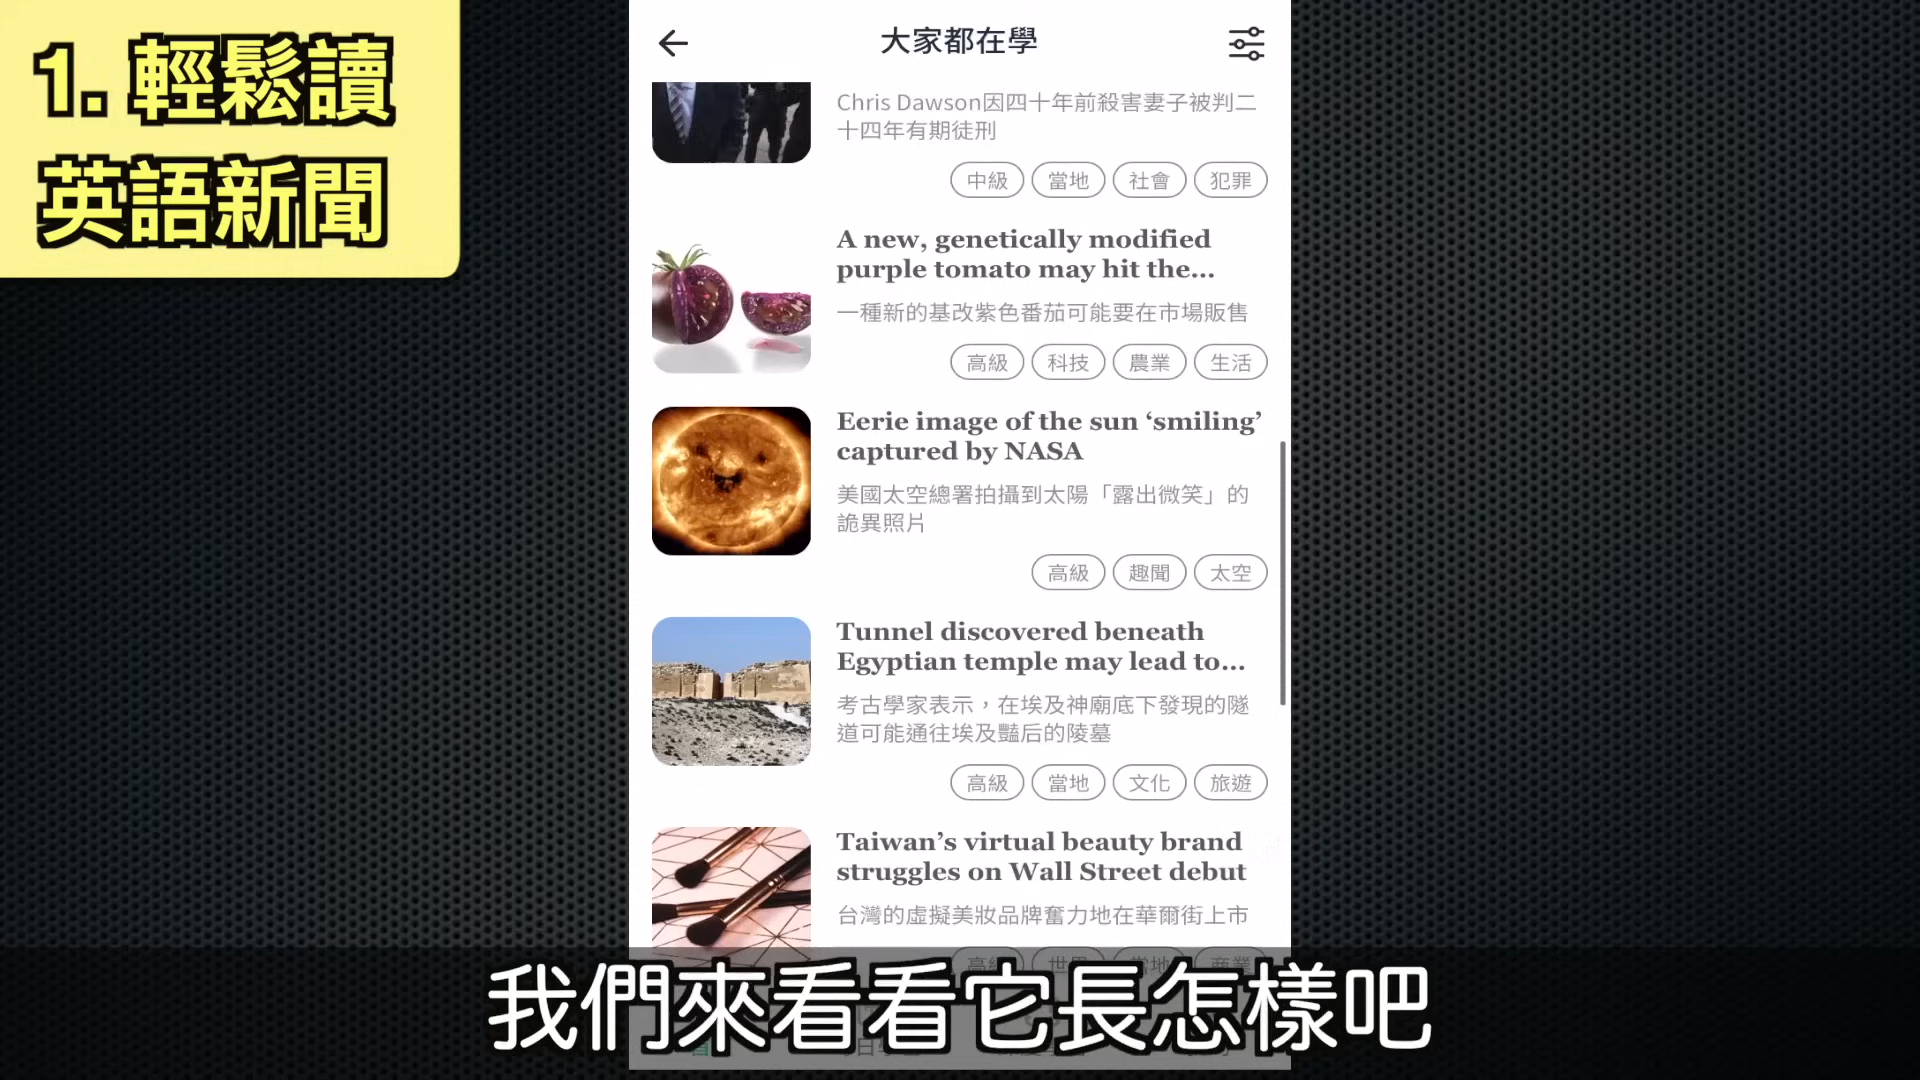 1. 輕鬆讀
英語新聞
大家都在學
Chris Dawson因四十年前殺害妻子被判二
十四年有期徒刑
中級 當地 社會 犯罪
A new, genetically modified
purple tomato may hit the...
一種新的基改紫色番茄可能要在市場販售
高級 科技 農業 生活
Eerie image of the sun ‘smiling’
captured by NASA
美國太空總署拍攝到太陽「露出微笑」的
詭異照片
高級 趣聞 太空
Tunnel discovered beneath
Egyptian temple may lead to...
考古學家表示，在埃及神廟底下發現的隧
道可能通往埃及豔后的陵墓
高級 當地 文化 旅遊
Taiwan’s virtual beauty brand
struggles on Wall Street debut
台灣的虛擬美妝品牌奮力地在華爾街上市
高級 世界 當地 商業
我們來看看它長怎樣吧